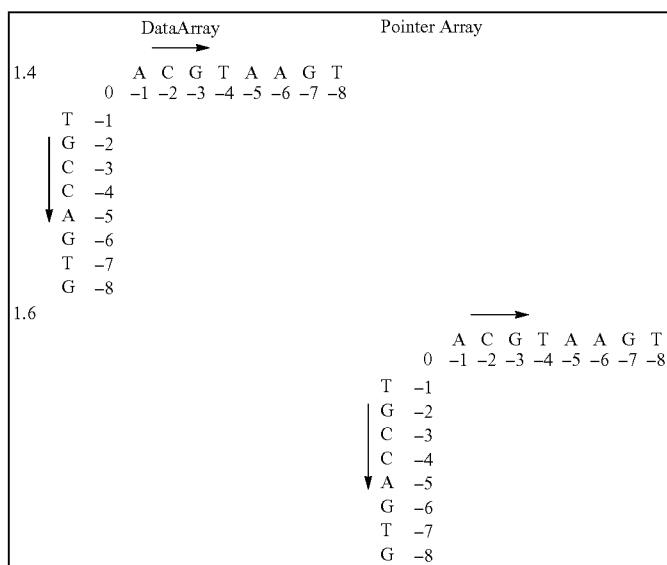 DataArray Pointer Array
1.4 A C G T A A G T
0 –1 –2 –3 –4 –5 –6 –7 –8
T –1
G –2
C –3
C –4
A –5
G –6
T –7
G –8
1.6
A C G T A A G T
0 –1 –2 –3 –4 –5 –6 –7 –8
T –1
G –2
C –3
C –4
A –5
G –6
T –7
G –8